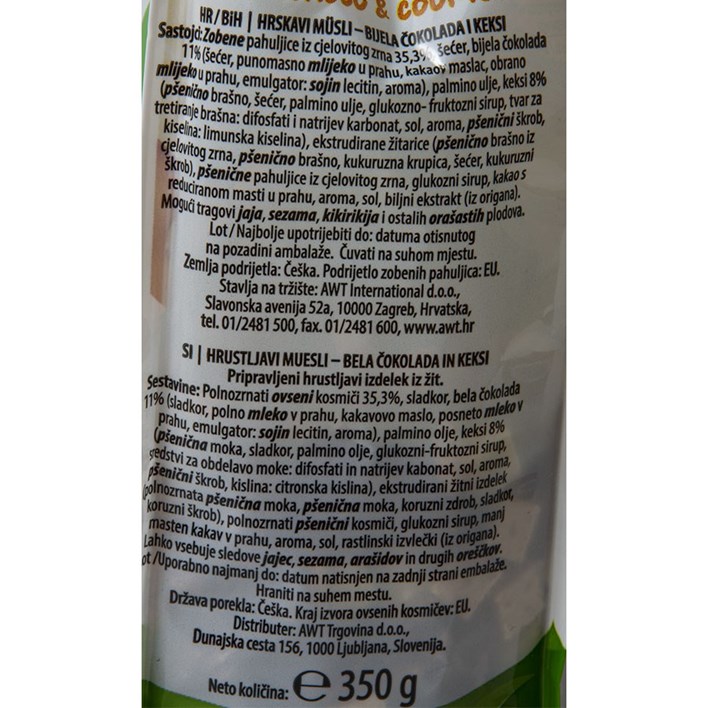 & 
HR/BiH | HRSKAVI MÜSLI – BIJELA ČOKOLADA I KEKSI
Sastojci: Zobene pahuljice iz cjelovitog zrna 35,3%, šećer, bijela čokolada
11% (šećer, punomasno mlijeko u prahu, kakaov maslac, obrano
mlijeko u prahu, emulgator: sojin lecitin, aroma), palmino ulje, keksi 8%
(pšenično brašno, šećer, palmino ulje, glukozno- fruktozni sirup, tvar za
tretiranje brašna: difosfati i natrijev karbonat, sol, aroma, pšenični škrob,
kiselina: limunska kiselina), ekstrudirane žitarice (pšenično brašno iz
cjelovitog zrna, pšenično brašno, kukuruzna krupica, šećer, kukuruzni
škrob), pšenične pahuljice iz cjelovitog zrna, glukozni sirup, kakao s
reduciranom masti u prahu, aroma, sol, biljni ekstrakt (iz origana).
Mogući tragovi jaja, sezama, kikirikija i ostalih orašastih plodova.
Lot / Najbolje upotrijebiti do: datuma otisnutog
na pozadini ambalaže. Čuvati na suhom mjestu.
Zemlja podrijetla: Češka. Podrijetlo zobenih pahuljica: EU.
Stavlja na tržište: AWT International d.o.o.,
Slavonska avenija 52a, 10000 Zagreb, Hrvatska,
tel. 01/2481 500, fax. 01/2481 600, www.awt.hr
SI | HRUSTLJAVI MUESLI – BELA ČOKOLADA IN KEKSI
Pripravljeni hrustljavi izdelek iz žit.
Sestavine: Polnozrnati ovseni kosmiči 35,3%, sladkor, bela čokolada
11% (sladkor, polno mleko v prahu, kakavovo maslo, posneto mleko v
prahu, emulgator: sojin lecitin, aroma), palmino olje, keksi 8%
(pšenična moka, sladkor, palmino olje, glukozni-fruktozni sirup,
sredstvi za obdelavo moke: difosfati in natrijev kabonat, sol, aroma,
pšenični škrob, kislina: citronska kislina), ekstrudirani žitni izdelek
(polnozrnata pšenična moka, pšenična moka, koruzni zdrob, sladkor,
koruzni škrob), polnozrnati pšenični kosmiči, glukozni sirup, manj
masten kakav v prahu, aroma, sol, rastlinski izvlečki (iz origana).
Lahko vsebuje sledove jajec, sezama, arašidov in drugih oreščkov.
Lot /Uporabno najmanj do: datum natisnjen na zadnji strani embalaže.
Hraniti na suhem mestu.
Država porekla: Češka. Kraj izvora ovsenih kosmičev: EU.
Distributer: AWT Trgovina d.o.o.,
Dunajska cesta 156, 1000 Ljubljana, Slovenija.
Neto količina: ℮ 350 g